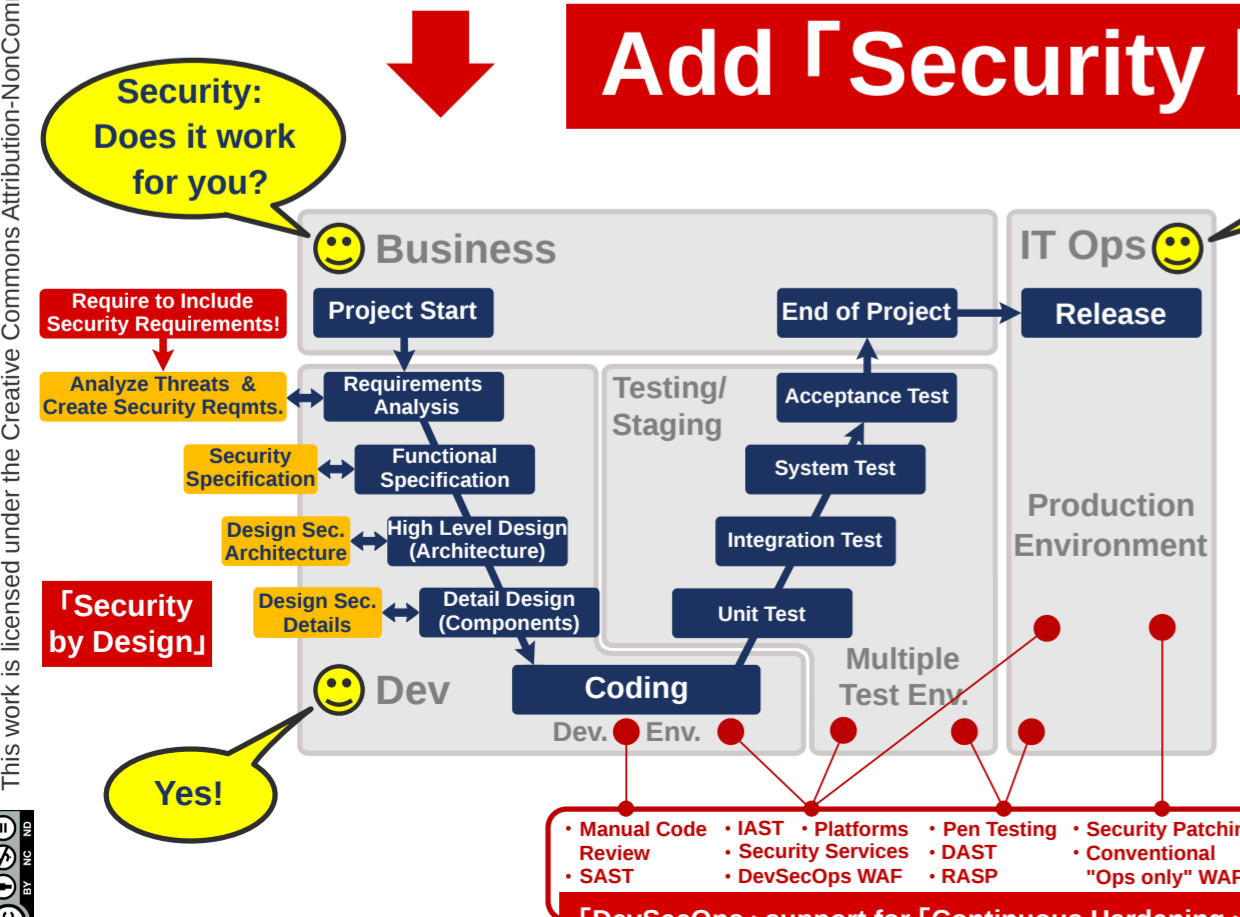 Add 「Security
Security:
Does it work
for you?
Business
IT Ops
Require to Include
Security Requirements!
Project Start
End of Project
Release
Analyze Threats &
Create Security Reqmts.
Requirements
Analysis
Testing/
Staging
Acceptance Test
Security
Specification
Functional
Specification
System Test
Production
Environment
Design Sec.
Architecture
High Level Design
(Architecture)
Integration Test
「Security
by Design」
Design Sec.
Details
Detail Design
(Components)
Unit Test
Multiple
Test Env.
Dev
Coding
Dev. Env.
Yes!
・Manual Code
Review
・SAST
・IAST ・Platforms
・Security Services
・DevSecOps WAF
・Pen Testing
・DAST
・RASP
・Security
・Conventional
"Ops only" WAF
This work is licensed under the Creative Commons
BY NC ND